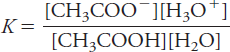 K = [CH₃COO⁻][H₃O⁺] / [CH₃COOH][H₂O]